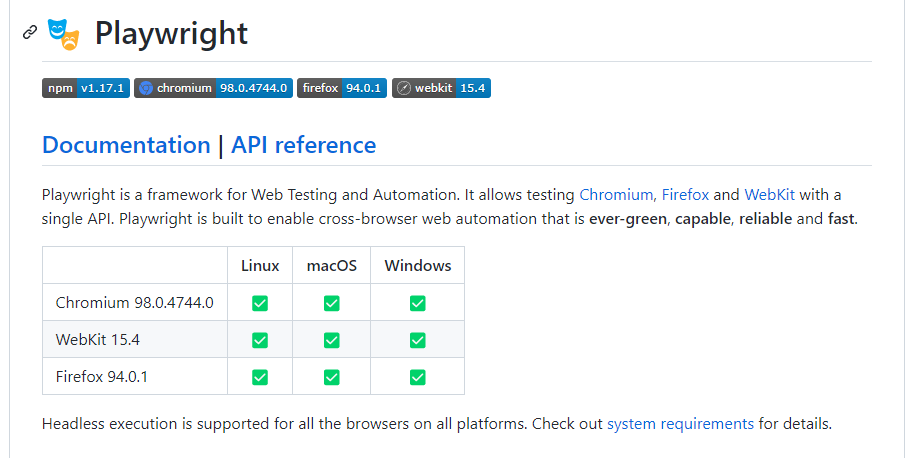 Playwright
npm v1.17.1 chromium 98.0.4744.0 firefox 94.0.1 webkit 15.4
Documentation | API reference
Playwright is a framework for Web Testing and Automation. It allows testing Chromium, Firefox and WebKit with a
single API. Playwright is built to enable cross-browser web automation that is ever-green, capable, reliable and fast.
Linux macOS Windows
Chromium 98.0.4744.0
WebKit 15.4
Firefox 94.0.1
Headless execution is supported for all the browsers on all platforms. Check out system requirements for details.